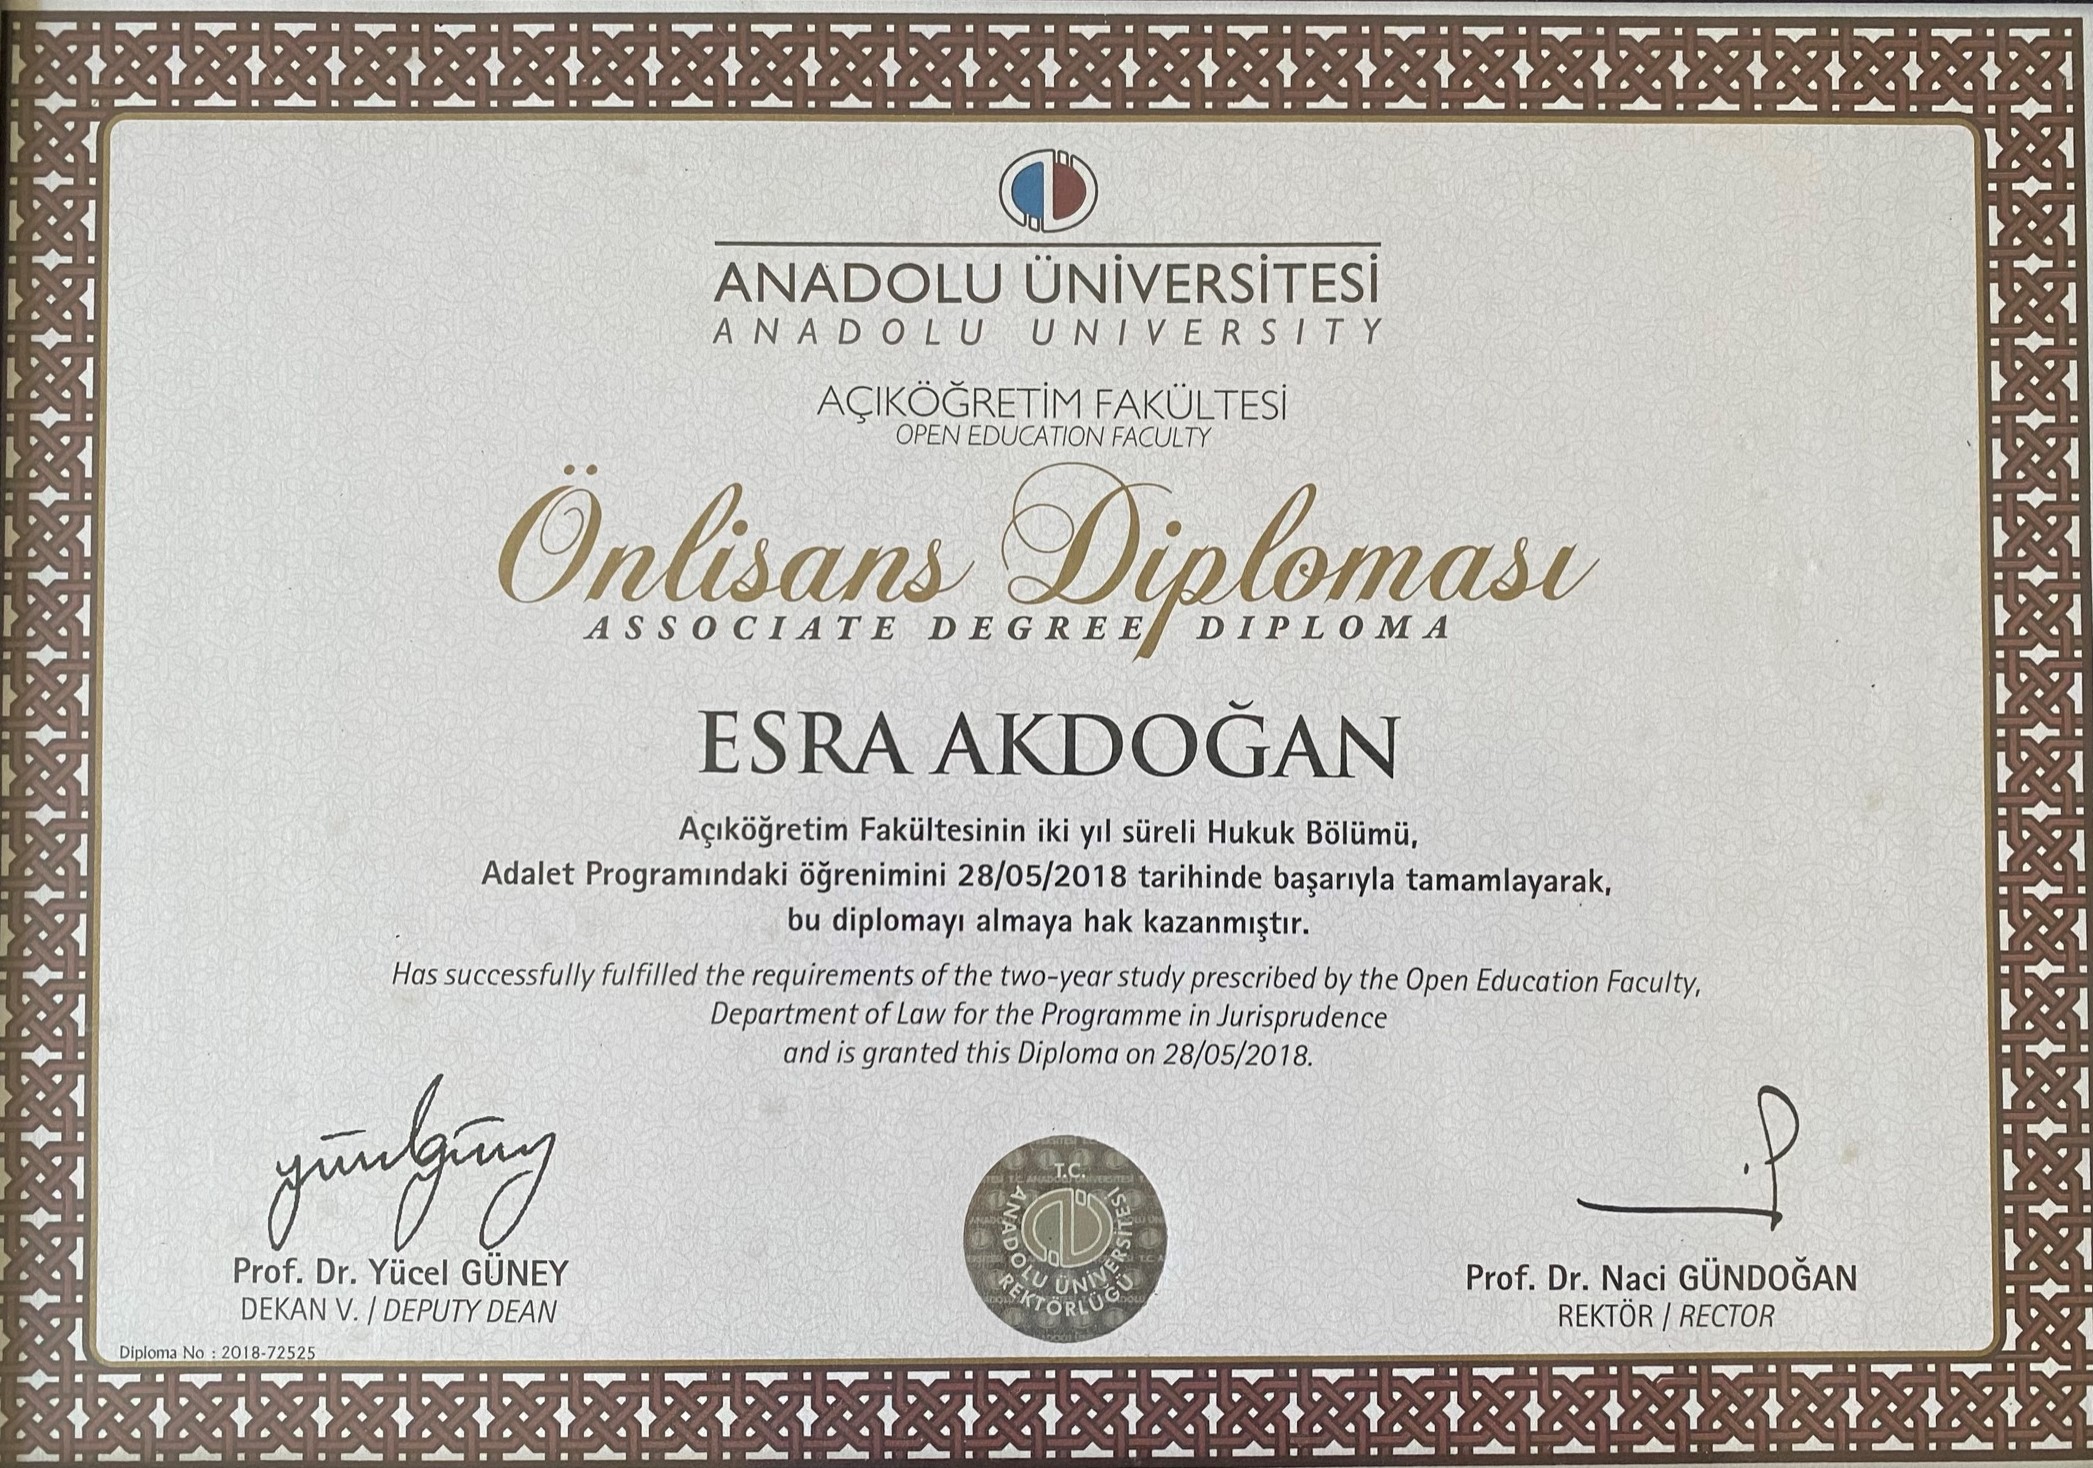 ANADOLU ÜNİVERSİTESİ
ANADOLU UNIVERSITY
AÇIKÖĞRETİM FAKÜLTESİ
OPEN EDUCATION FACULTY
Önlisans Diploması
ASSOCIATE DEGREE DIPLOMA
ESRA AKDOĞAN
Açıköğretim Fakültesinin iki yıl süreli Hukuk Bölümü,
Adalet Programındaki öğrenimini 28/05/2018 tarihinde başarıyla tamamlayarak,
bu diplomayı almaya hak kazanmıştır.
Has successfully fulfilled the requirements of the two-year study prescribed by the Open Education Faculty,
Department of Law for the Programme in Jurisprudence
and is granted this Diploma on 28/05/2018.
T.C.
ANADOLU ÜNİVERSİTESİ
REKTÖRLÜĞÜ
Prof. Dr. Yücel GÜNEY
DEKAN V. / DEPUTY DEAN
Prof. Dr. Naci GÜNDOĞAN
REKTÖR / RECTOR
Diploma No : 2018-72525